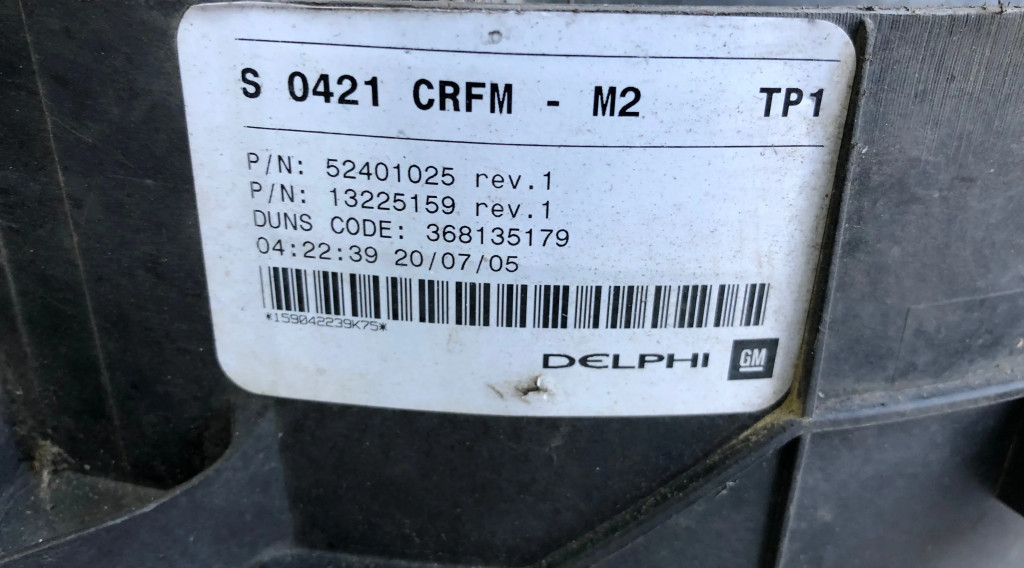 S 0421 CRFM - M2 TP1
P/N: 52401025 rev.1
P/N: 13225159 rev.1
DUNS CODE: 368135179
04:22:39 20/07/05
*159042239K75*
DELPHI GM